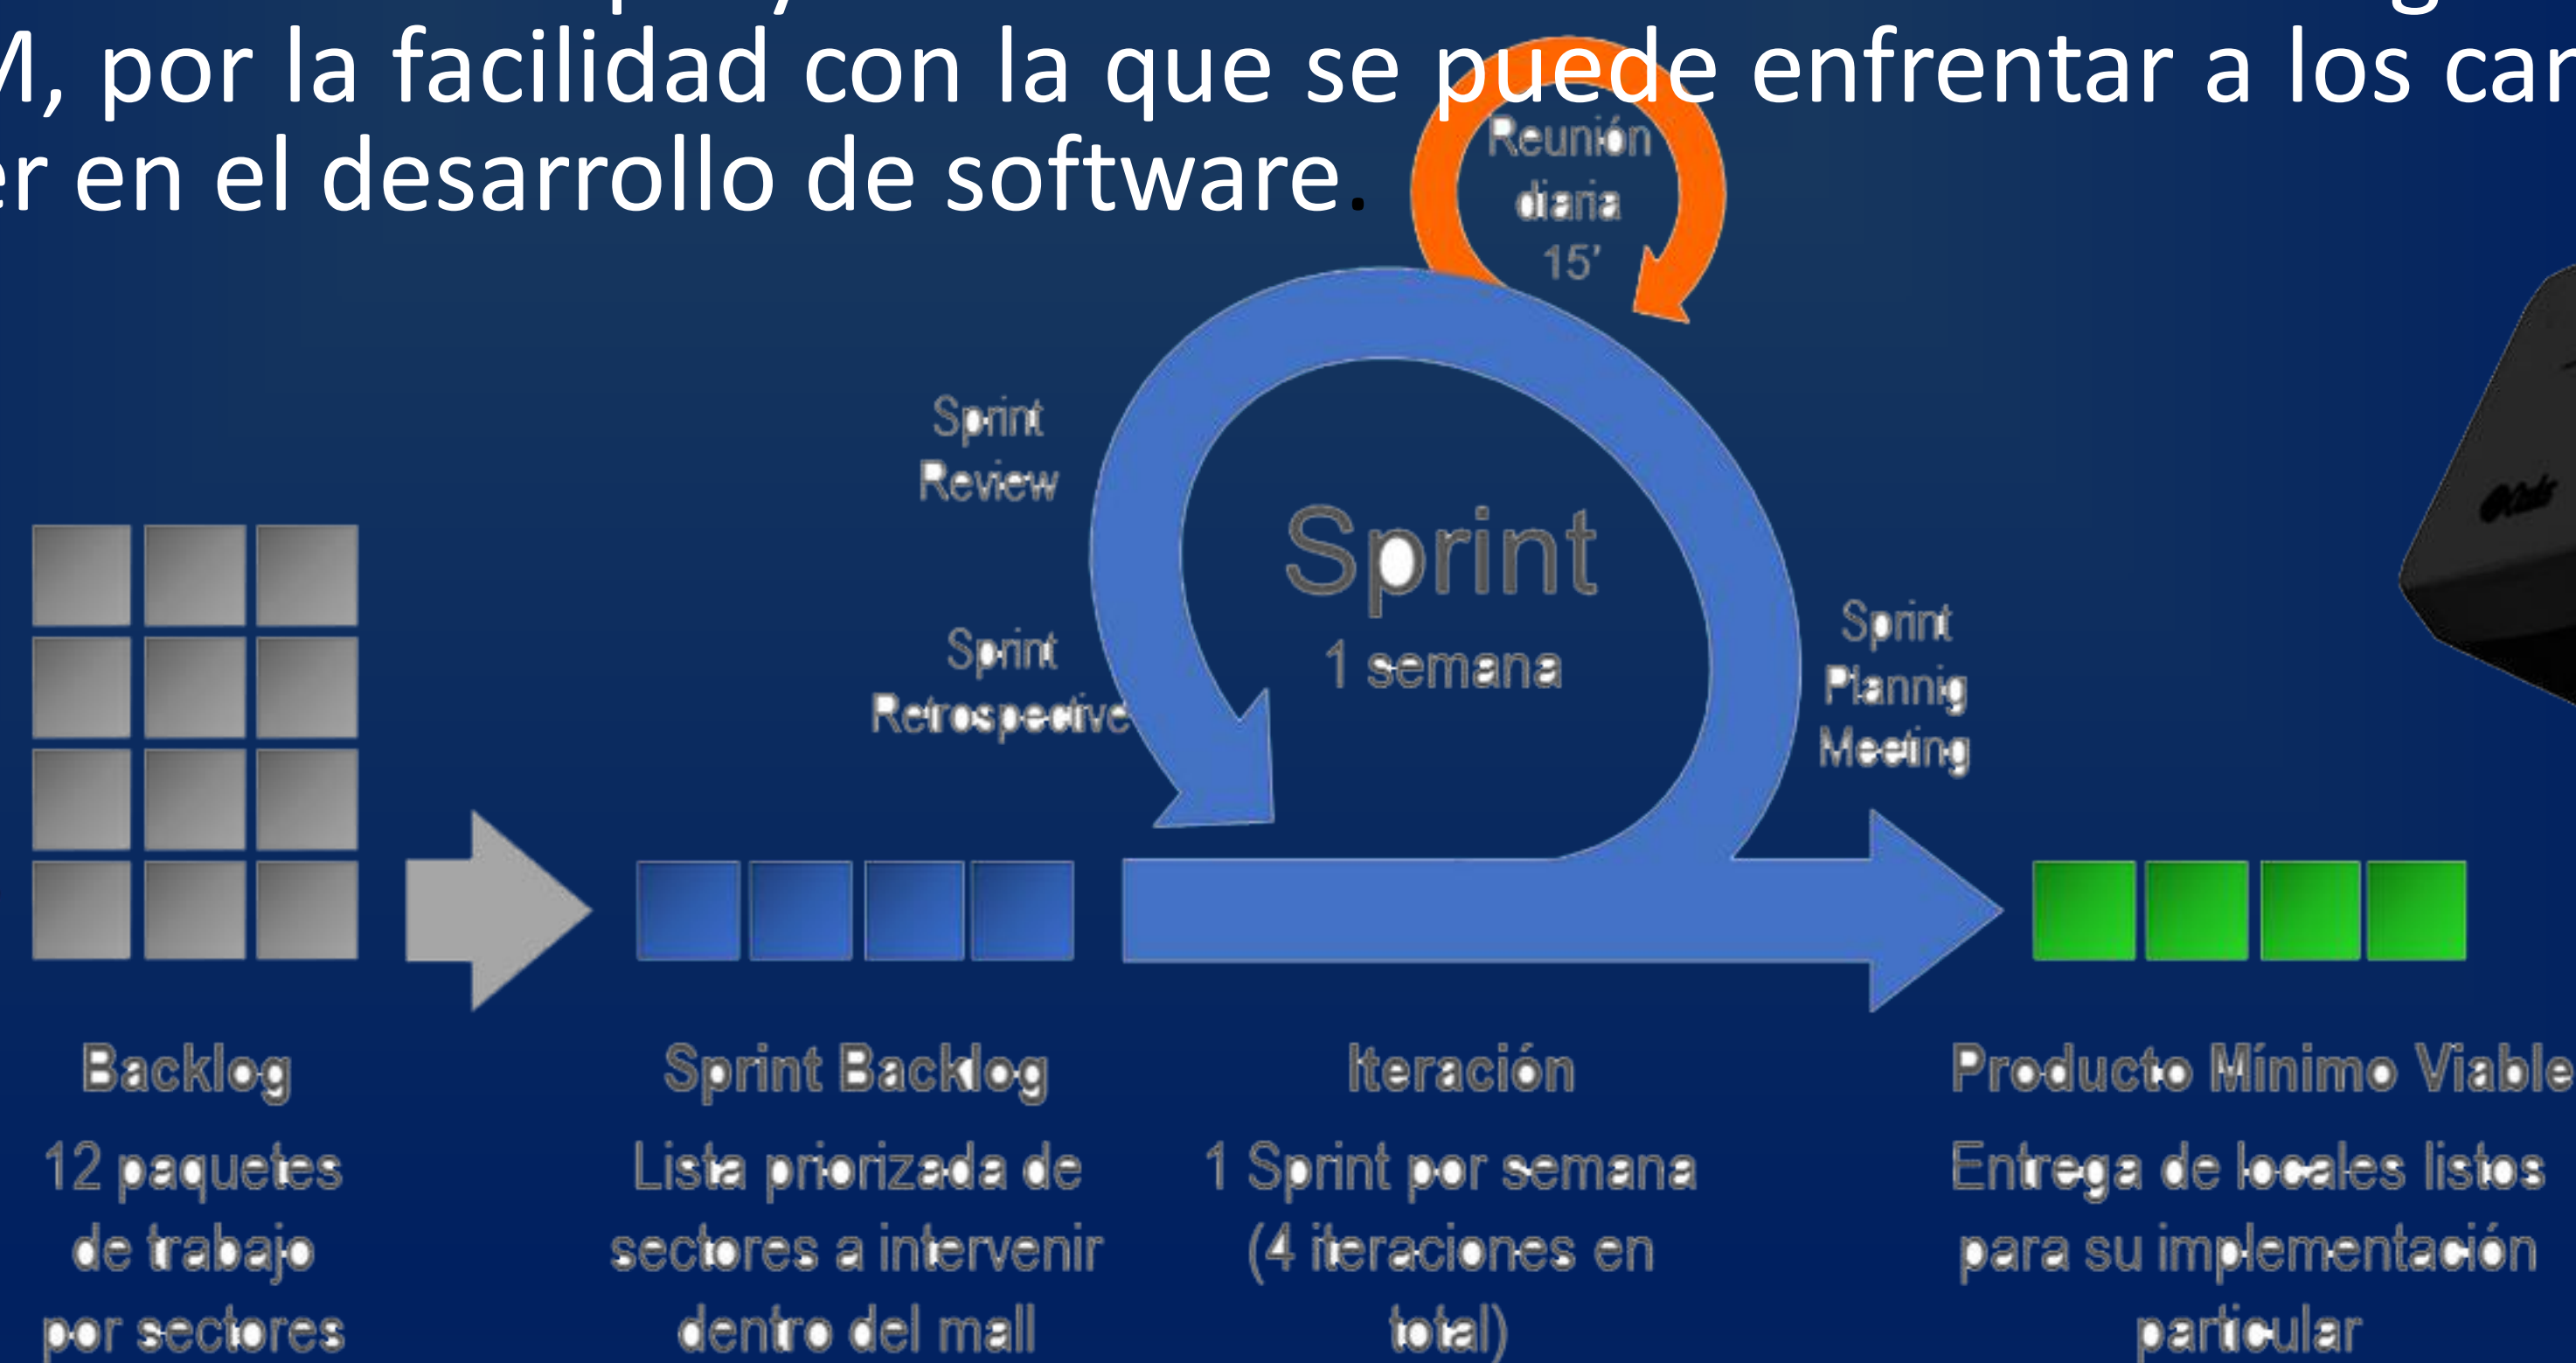 M, por la facilidad con la que se puede enfrentar a los
er en el desarrollo de software.
Reunión
diaria
15’
Sprint
Review
Sprint
Retrospective
Sprint
1 semana
Sprint
Plannig
Meeting
Backlog
12 paquetes
de trabajo
por sectores
Sprint Backlog
Lista priorizada de
sectores a intervenir
dentro del mall
Iteración
1 Sprint por semana
(4 iteraciones en
total)
Producto Mínimo Viable
Entrega de locales listos
para su implementación
particular